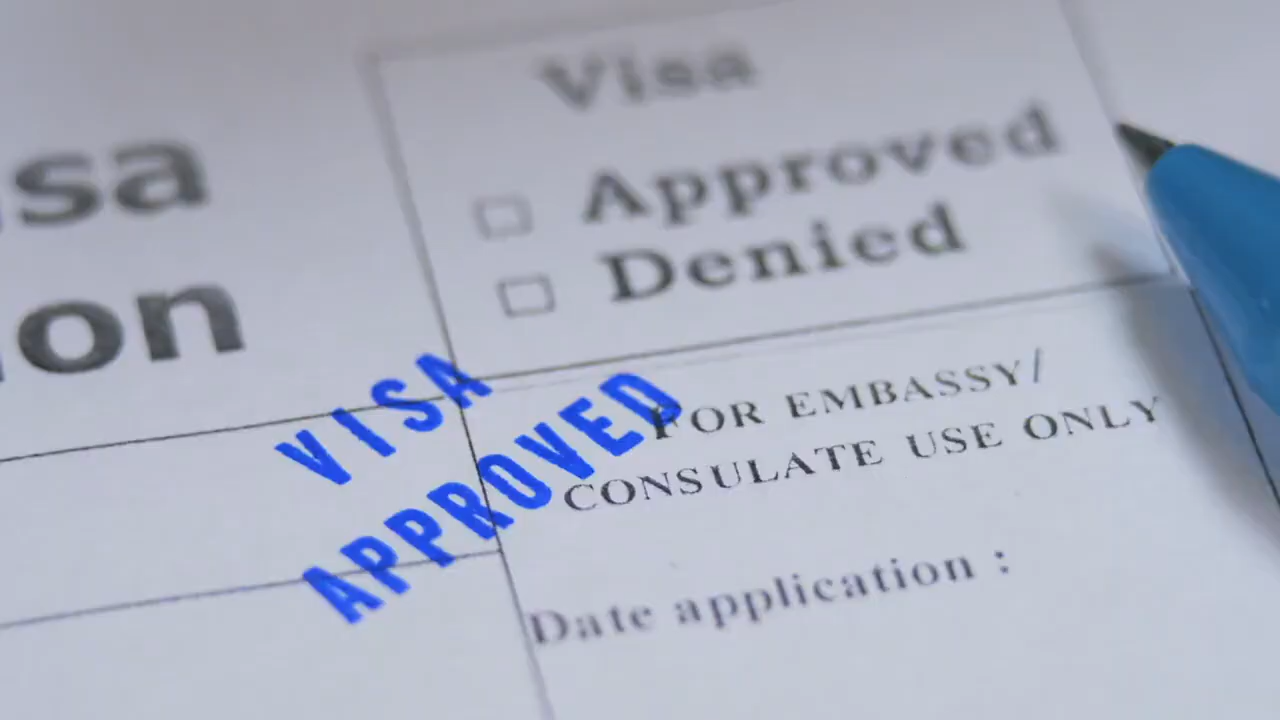 sa
on
Visa
Approved
Denied
VISA
APPROVED
FOR EMBASSY/
CONSULATE USE ONLY
Date application :